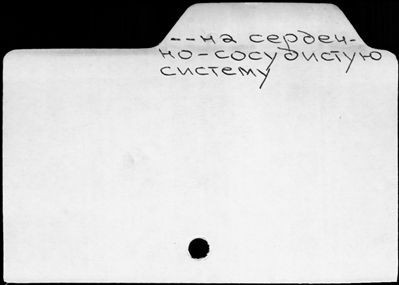 -- на сердеч-
но-сосудистую
систему